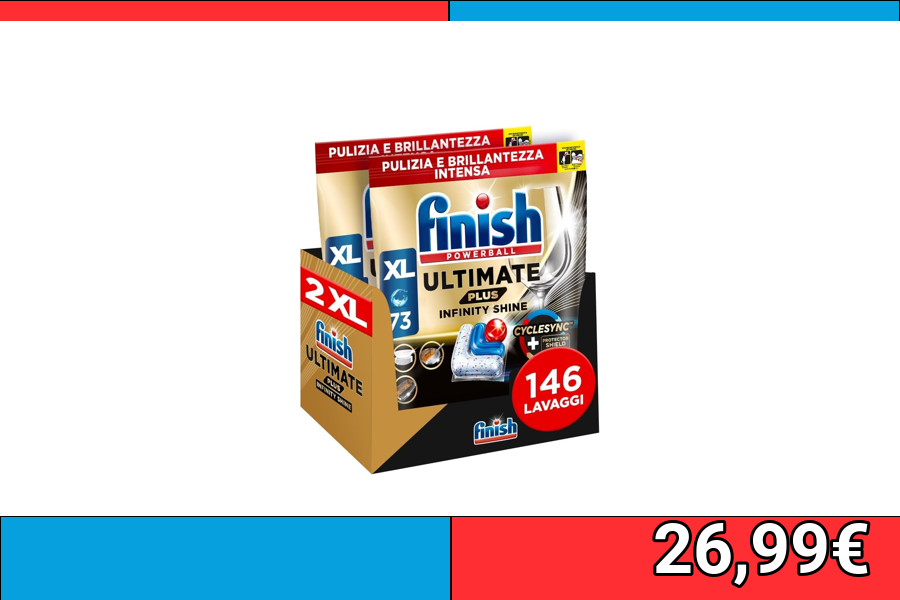 PULIZIA E BRILLANTEZZA
PULIZIA E BRILLANTEZZA
INTENSA
finish
POWERBALL
XL
XL
73
ULTIMATE
PLUS
INFINITY SHINE
CYCLESYNC™
+ PROTECTOR
SHIELD
2 XL
finish
ULTIMATE
PLUS
INFINITY SHINE
146
LAVAGGI
finish
26,99€